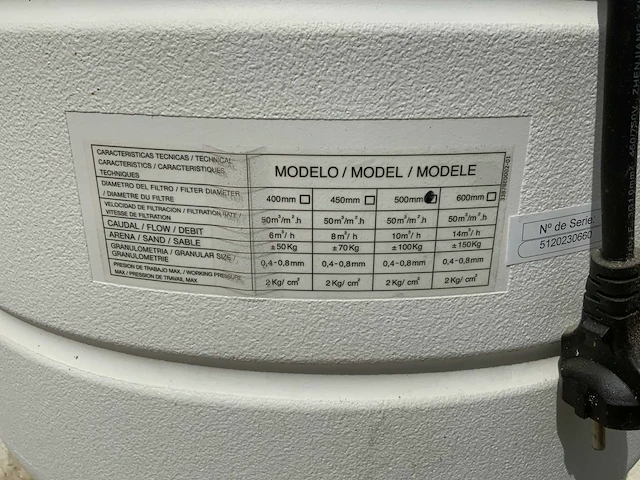 CARACTERISTICAS TECNICAS / TECHNICAL
CARACTERISTICS / CARACTERISTIQUES
TECHNIQUES
MODELO / MODEL / MODELE
DIAMETRO DEL FILTRO / FILTER DIAMETER
/ DIAMETRE DU FILTRE
400mm 450mm 500mm 600mm
VELOCIDAD DE FILTRACION / FILTRATION RATE /
VITESSE DE FILTRATION
50m³/m².h 50m³/m².h 50m³/m².h 50m³/m².h
CAUDAL / FLOW / DEBIT
6m³/h 8m³/h 10m³/h 14m³/h
ARENA / SAND / SABLE
±50Kg ±70Kg ±100Kg ±150Kg
GRANULOMETRIA / GRANULAR SIZE /
GRANULOMETRIE
0,4-0,8mm 0,4-0,8mm 0,4-0,8mm 0,4-0,8mm
PRESION DE TRABAJO MAX. / WORKING PRESSURE
MAX / PRESSION DE TRAVAIL MAX.
2Kg/cm² 2Kg/cm² 2Kg/cm² 2Kg/cm²
Nº de Serie
5120230660